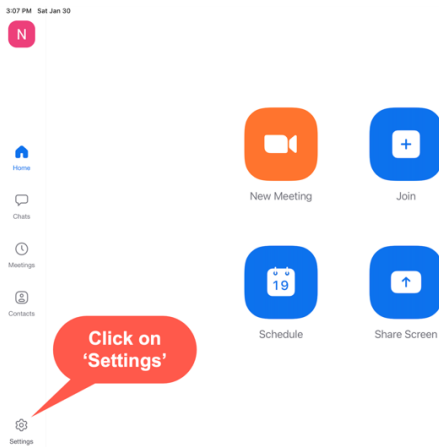 3:07 PM Sat Jan 30
N
Home
Chats
Meetings
Contacts
Settings
New Meeting
Join
19
Schedule
Share Screen
Click on
‘Settings’